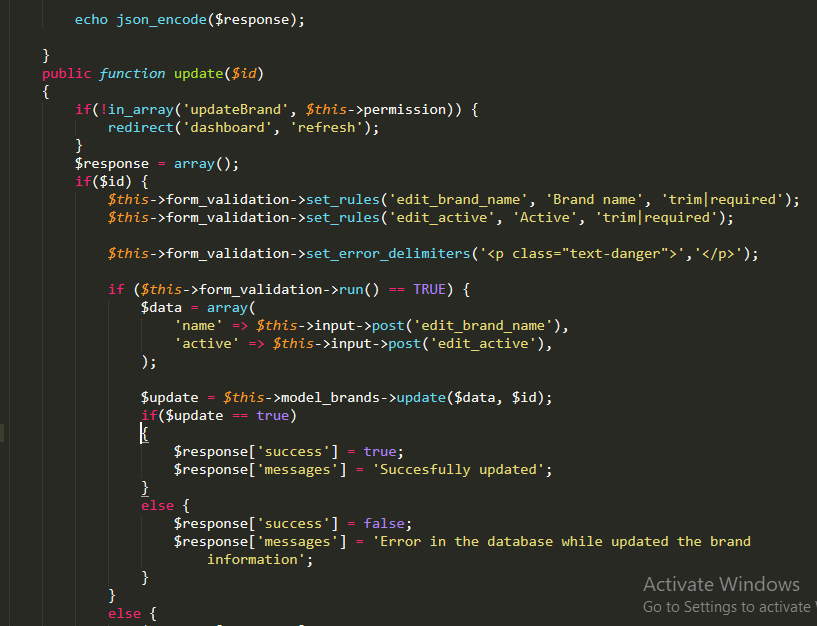 echo json_encode($response);
}
public function update($id)
{
if(!in_array('updateBrand', $this->permission)) {
redirect('dashboard', 'refresh');
}
$response = array();
if($id) {
$this->form_validation->set_rules('edit_brand_name', 'Brand name', 'trim|required');
$this->form_validation->set_rules('edit_active', 'Active', 'trim|required');
$this->form_validation->set_error_delimiters('<p class="text-danger">','</p>');
if ($this->form_validation->run() == TRUE) {
$data = array(
'name' => $this->input->post('edit_brand_name'),
'active' => $this->input->post('edit_active'),
);
$update = $this->model_brands->update($data, $id);
if($update == true)
{
$response['success'] = true;
$response['messages'] = 'Succesfully updated';
}
else {
$response['success'] = false;
$response['messages'] = 'Error in the database while updated the brand
information';
}
}
else {
Activate Windows
Go to Settings to activate